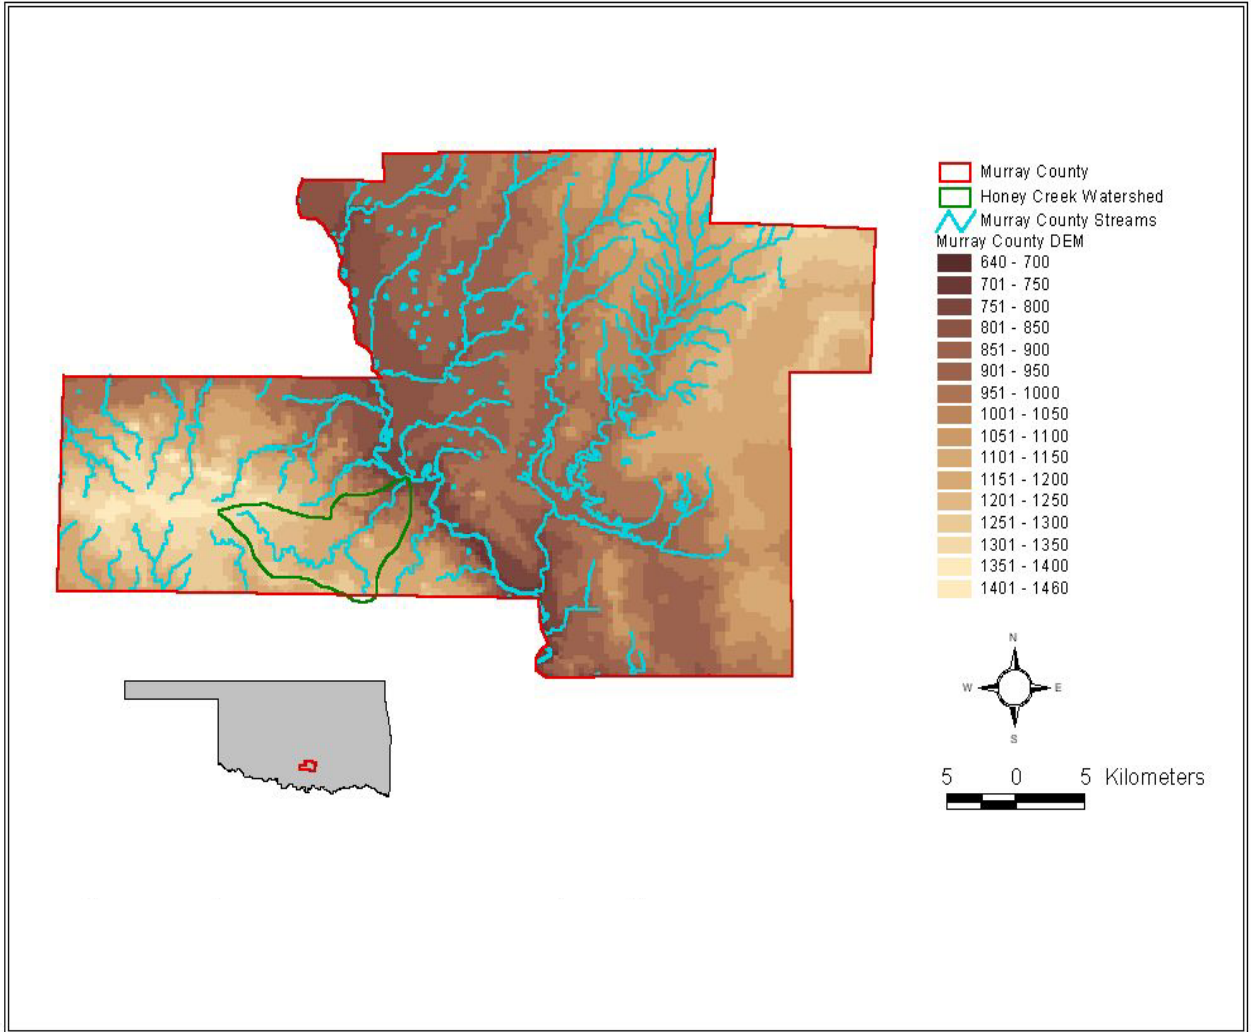 Murray County
Honey Creek Watershed
Murray County Streams
Murray County DEM
640 - 700
701 - 750
751 - 800
801 - 850
851 - 900
901 - 950
951 - 1000
1001 - 1050
1051 - 1100
1101 - 1150
1151 - 1200
1201 - 1250
1251 - 1300
1301 - 1350
1351 - 1400
1401 - 1460
N
W E
S
5 0 5 Kilometers